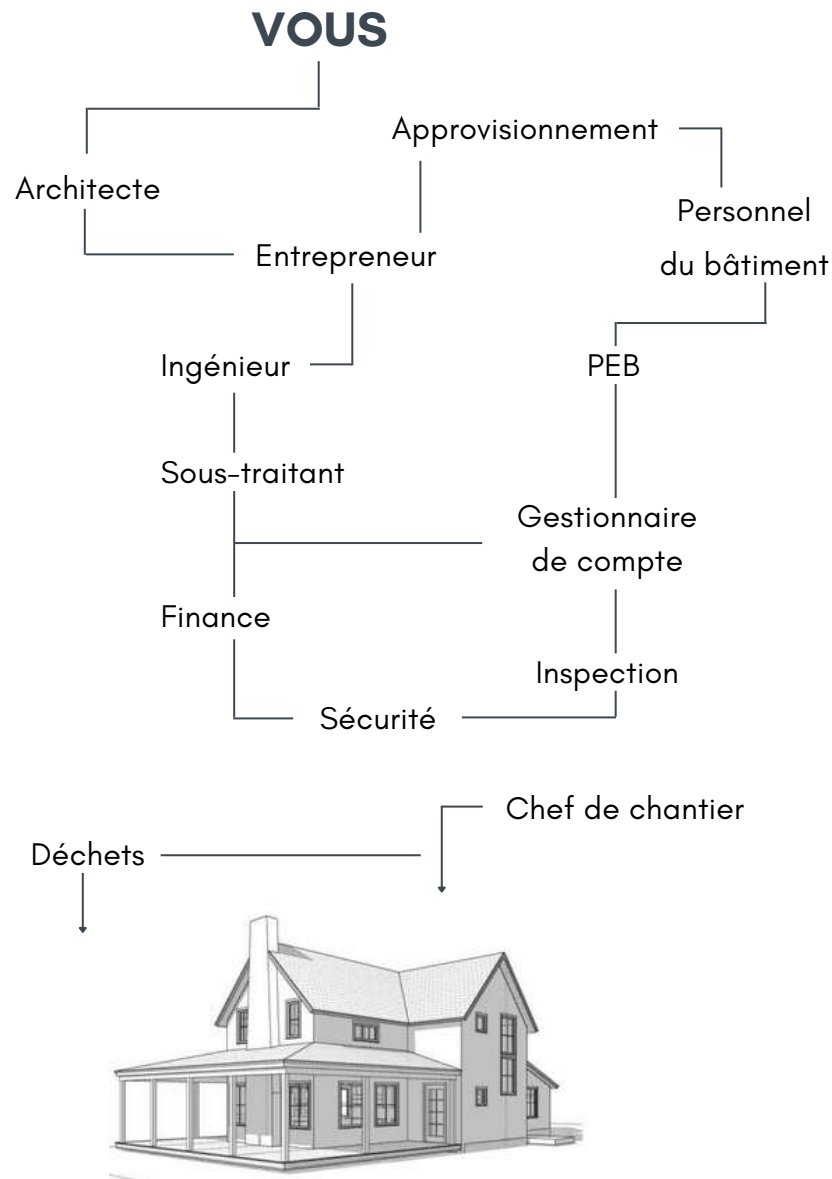 VOUS
Approvisionnement
Architecte
Personnel
du bâtiment
Entrepreneur
Ingénieur
PEB
Sous-traitant
Gestionnaire
de compte
Finance
Inspection
Sécurité
Chef de chantier
Déchets